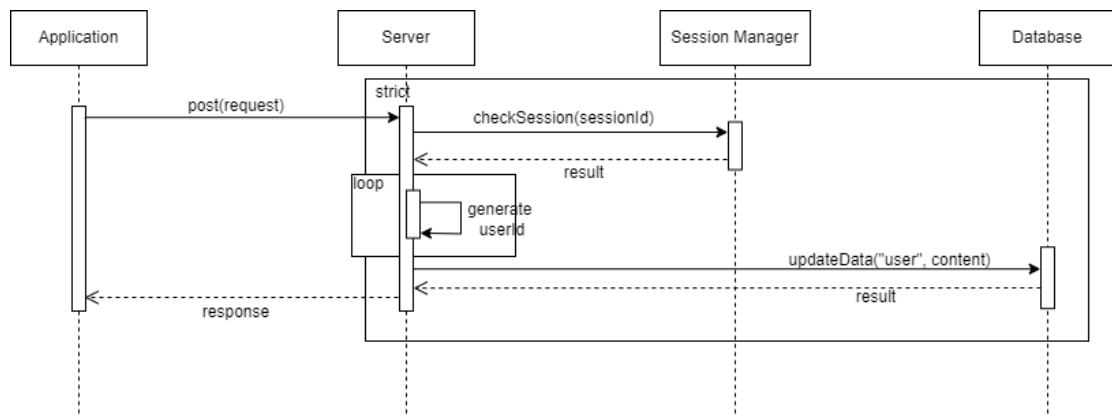 Application
Server
Session Manager
Database
strict
post(request)
checkSession(sessionId)
result
loop
generate
userId
updateData("user", content)
result
response